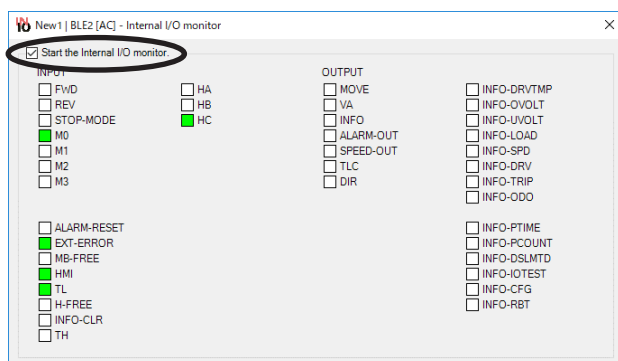 New1 | BLE2 [AC] - Internal I/O monitor
Start the Internal I/O monitor.
INPUT
FWD
REV
STOP-MODE
M0
M1
M2
M3
ALARM-RESET
EXT-ERROR
MB-FREE
HMI
TL
H-FREE
INFO-CLR
TH
HA
HB
HC
OUTPUT
MOVE
VA
INFO
ALARM-OUT
SPEED-OUT
TLC
DIR
INFO-DRVTMP
INFO-OVOLT
INFO-UVOLT
INFO-LOAD
INFO-SPD
INFO-DRV
INFO-TRIP
INFO-ODO
INFO-PTIME
INFO-PCOUNT
INFO-DSLMTD
INFO-IOTEST
INFO-CFG
INFO-RBT